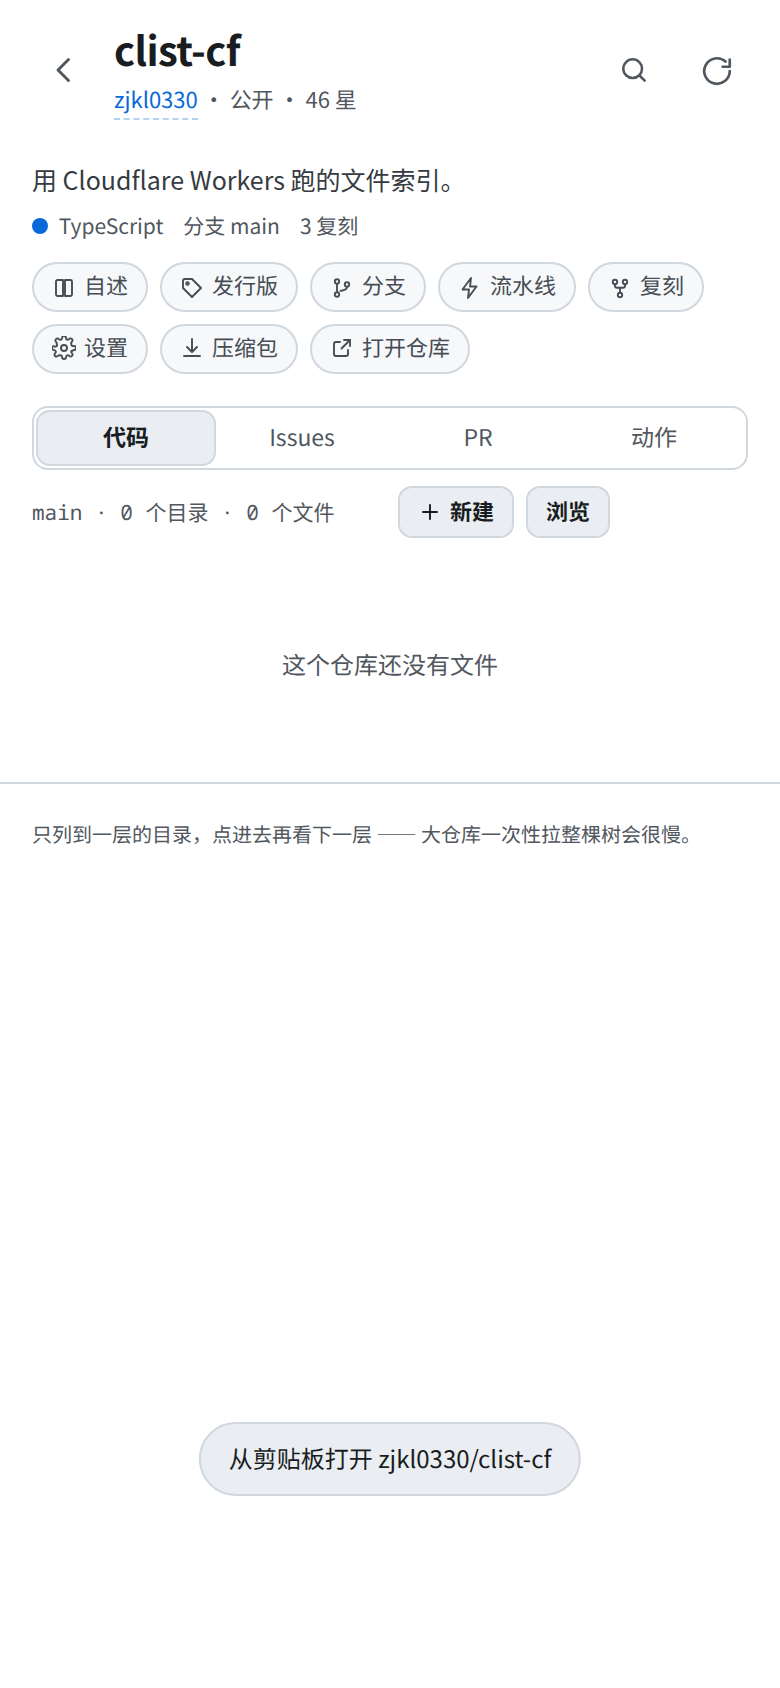 clist-cf
zjkl0330 · 公开 · 46 星
用 Cloudflare Workers 跑的文件索引。
TypeScript 分支 main 3 复刻
自述 发行版 分支 流水线 复刻
设置 压缩包 打开仓库
代码 Issues PR 动作
main · 0 个目录 · 0 个文件 新建 浏览
这个仓库还没有文件
只列到一层的目录，点进去再看下一层 —— 大仓库一次性拉整棵树会很慢。
从剪贴板打开 zjkl0330/clist-cf